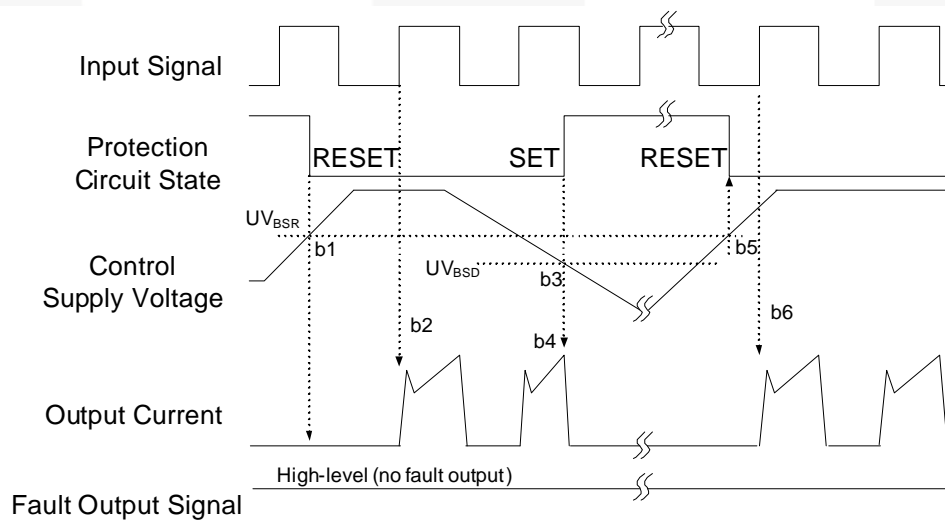 Input Signal
Protection
Circuit State
RESET
SET
RESET
UVBSR
b1
UVBSD
b3
b5
Control
Supply Voltage
b2
b4
b6
Output Current
High-level (no fault output)
Fault Output Signal